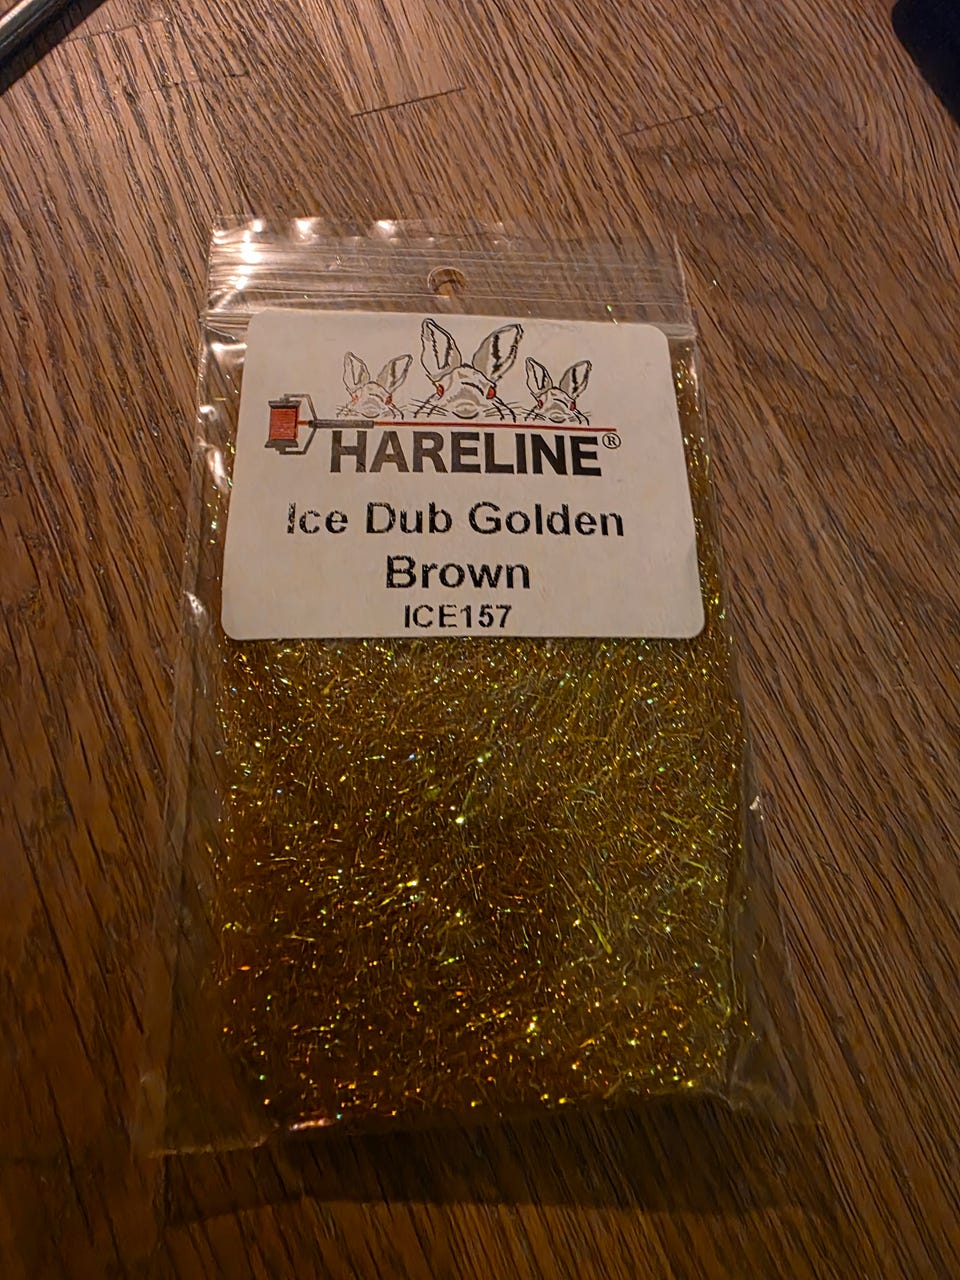 HARELINE®
Ice Dub Golden
Brown
ICE157